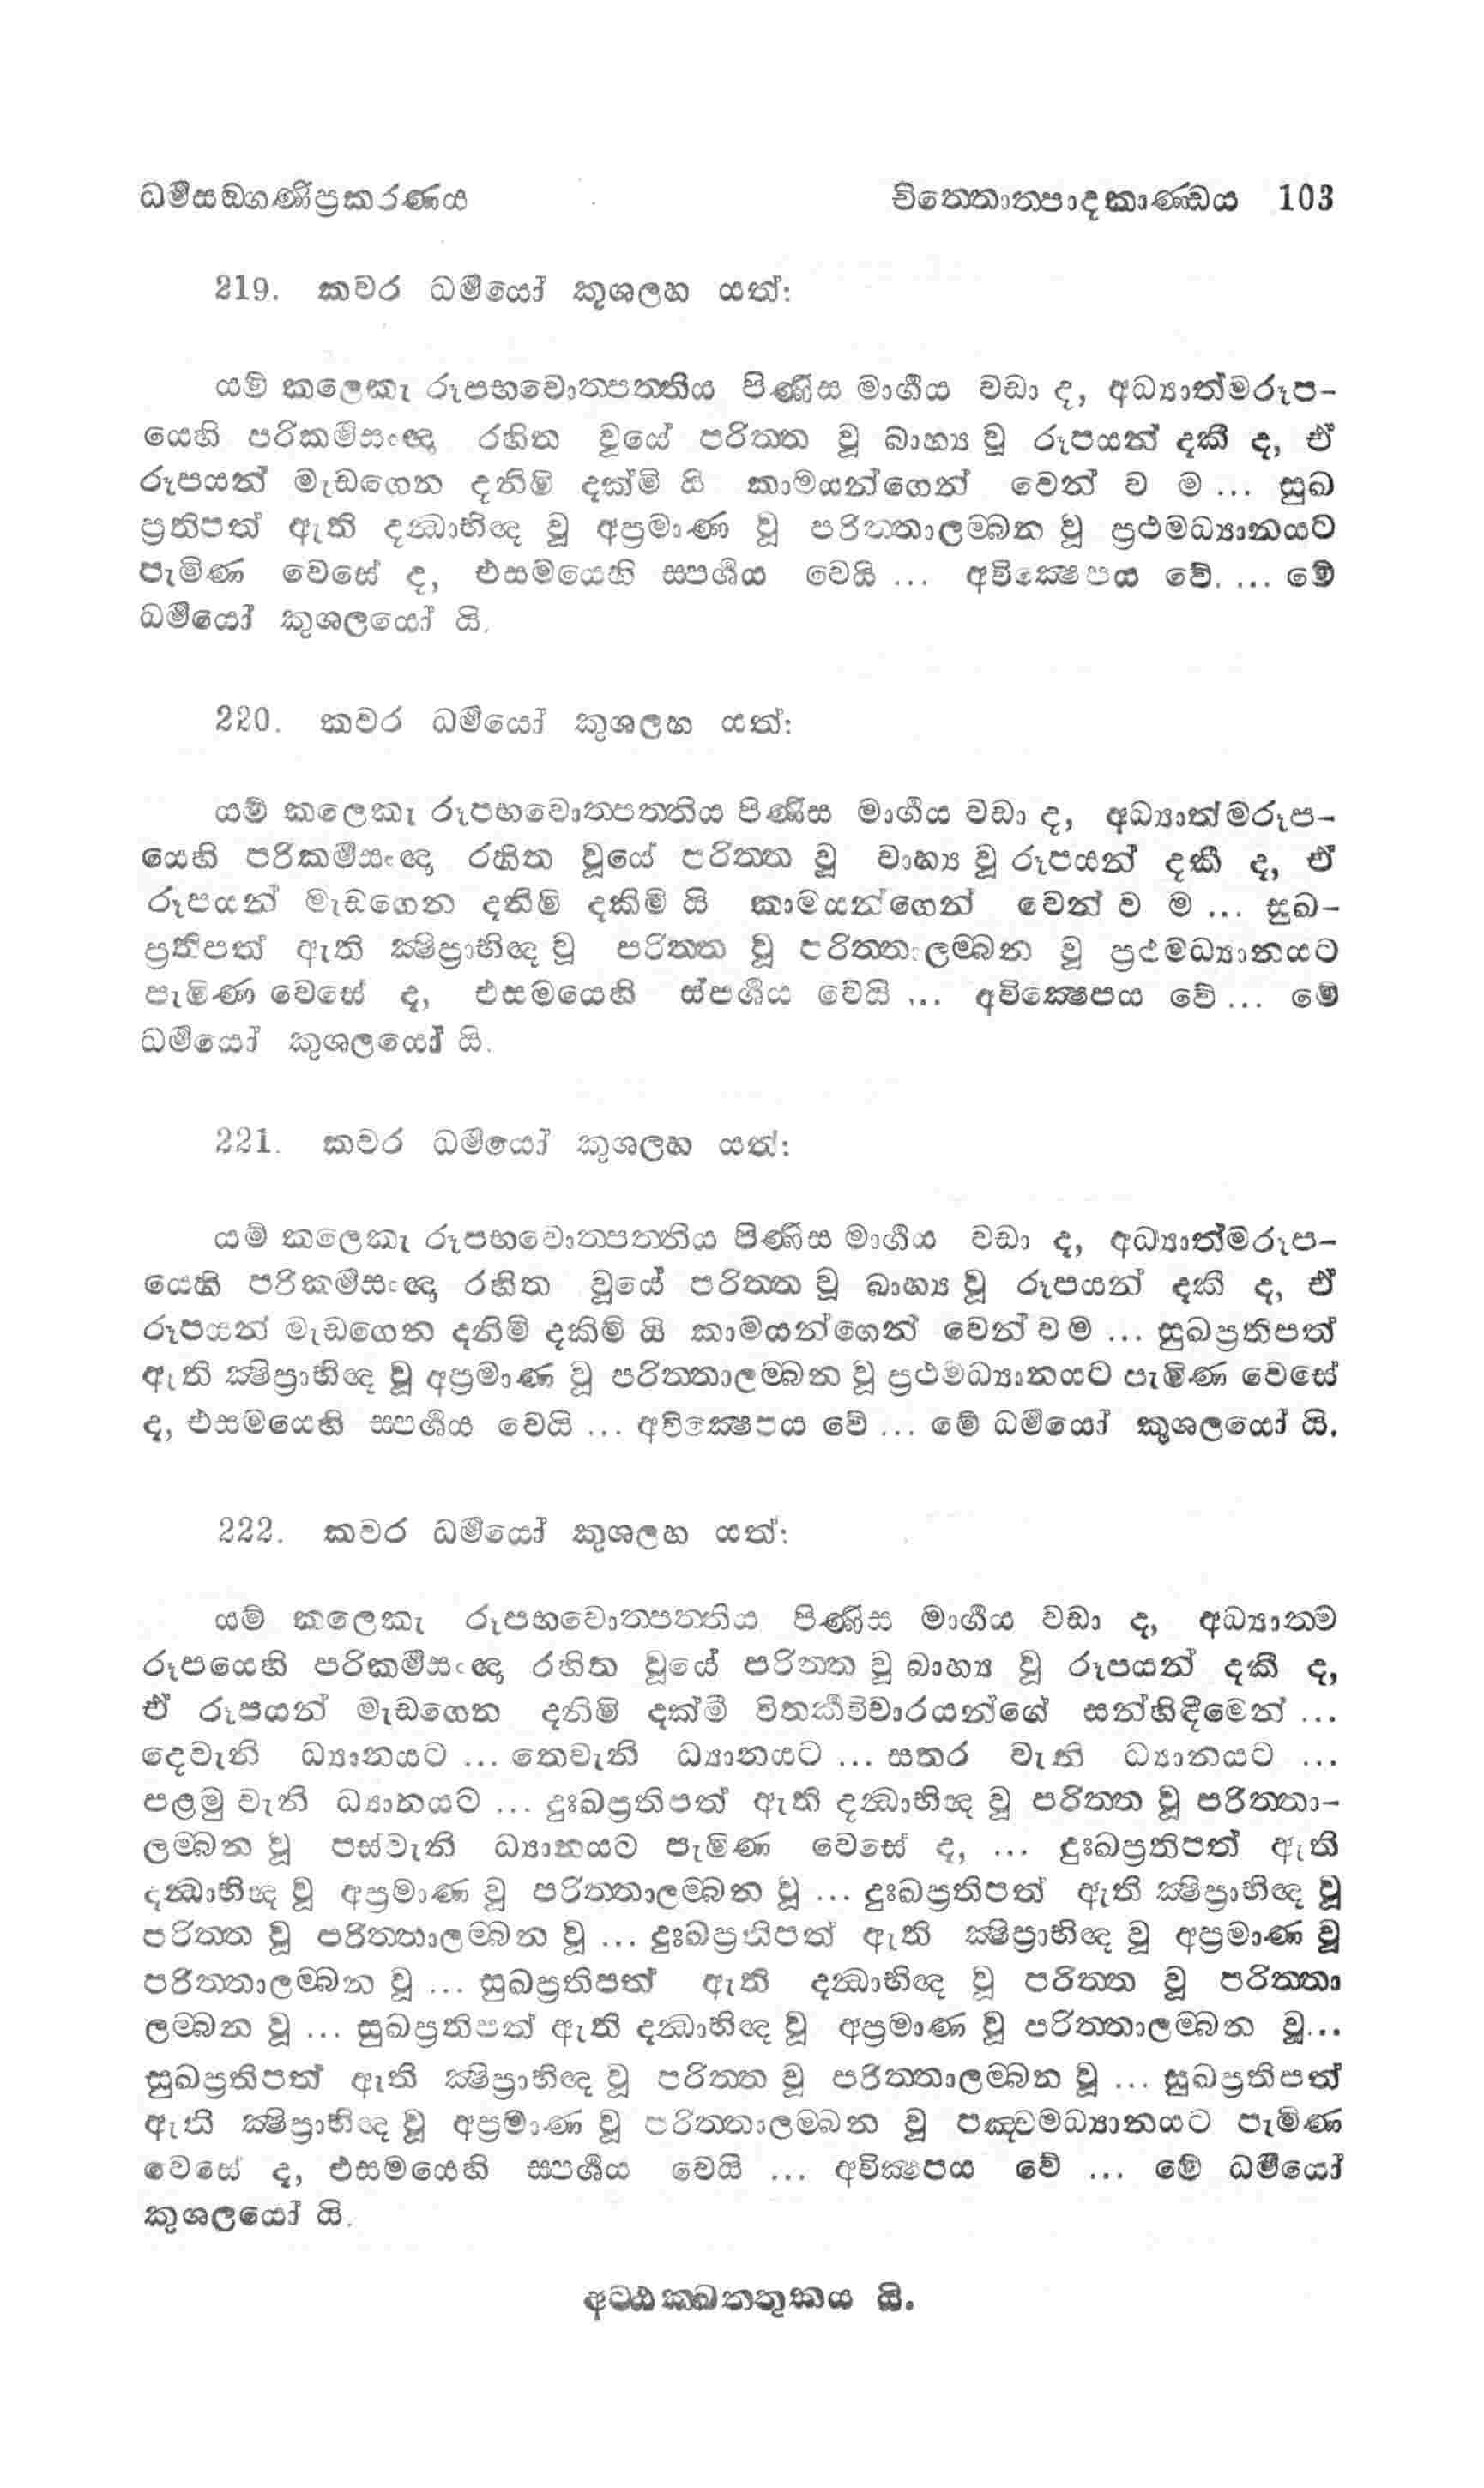 ධර්මසඞ්ගණිප්‍රකරණය චිත්තොත්පාදකාණ්ඩය 103
219. කවර ධර්මයෝ කුශලහ යත්:
යම් කලෙකැ රූපභවොත්පත්තිය පිණිස මාර්ගය වඩා ද, අධ්‍යාත්මරූප-
යෙහි පරිකර්මසංඥා රහිත වූයේ පරිත්ත වූ බාහ්‍ය වූ රූපයන් දකී ද, ඒ
රූපයන් මැඩගෙන දනිමි දක්මි යි කාමයන්ගෙන් වෙන් ව ම ... සුඛ
ප්‍රතිපත් ඇති දන්ධාභිඥ වූ අප්‍රමාණ වූ පරිත්තාලම්බන වූ ප්‍රථමධ්‍යානයට
පැමිණ වෙසේ ද, එසමයෙහි ස්පර්ශය වෙයි ... අවික්ෂෙපය වේ. ... මේ
ධර්මයෝ කුශලයෝ යි.
220. කවර ධර්මයෝ කුශලහ යත්:
යම් කලෙකැ රූපභවොත්පත්තිය පිණිස මාර්ගය වඩා ද, අධ්‍යාත්මරූප-
යෙහි පරිකර්මසංඥා රහිත වූයේ පරිත්ත වූ වාහ්‍ය වූ රූපයන් දකී ද, ඒ
රූපයන් මැඩගෙන දනිමි දකිමි යි කාමයන්ගෙන් වෙන් ව ම ... සුඛ-
ප්‍රතිපත් ඇති ක්ෂිප්‍රාභිඥ වූ පරිත්ත වූ පරිත්තාලම්බන වූ ප්‍රථමධ්‍යානයට
පැමිණ වෙසේ ද, එසමයෙහි ස්පර්ශය වෙයි ... අවික්ෂෙපය වේ ... මේ
ධර්මයෝ කුශලයෝ යි.
221. කවර ධර්මයෝ කුශලහ යත්:
යම් කලෙකැ රූපභවොත්පත්තිය පිණිස මාර්ගය වඩා ද, අධ්‍යාත්මරූප-
යෙහි පරිකර්මසංඥා රහිත වූයේ පරිත්ත වූ බාහ්‍ය වූ රූපයන් දකී ද, ඒ
රූපයන් මැඩගෙන දනිමි දකිමි යි කාමයන්ගෙන් වෙන් ව ම ... සුඛප්‍රතිපත්
ඇති ක්ෂිප්‍රාභිඥ වූ අප්‍රමාණ වූ පරිත්තාලම්බන වූ ප්‍රථමධ්‍යානයට පැමිණ වෙසේ
ද, එසමයෙහි ස්පර්ශය වෙයි ... අවික්ෂෙපය වේ ... මේ ධර්මයෝ කුශලයෝ යි.
222. කවර ධර්මයෝ කුශලහ යත්:
යම් කලෙකැ රූපභවොත්පත්තිය පිණිස මාර්ගය වඩා ද, අධ්‍යාත්ම
රූපයෙහි පරිකර්මසංඥා රහිත වූයේ පරිත්ත වූ බාහ්‍ය වූ රූපයන් දකී ද,
ඒ රූපයන් මැඩගෙන දනිමි දක්මි විතර්කවිචාරයන්ගේ සන්හිඳීමෙන් ...
දෙවැනි ධ්‍යානයට ... තෙවැනි ධ්‍යානයට ... සතර වැනි ධ්‍යානයට ...
පළමු වැනි ධ්‍යානයට ... දුඃඛප්‍රතිපත් ඇති දන්ධාභිඥ වූ පරිත්ත වූ පරිත්තා-
ලම්බන වූ පස්වැනි ධ්‍යානයට පැමිණ වෙසේ ද, ... දුඃඛප්‍රතිපත් ඇති
දන්ධාභිඥ වූ අප්‍රමාණ වූ පරිත්තාලම්බන වූ ... දුඃඛප්‍රතිපත් ඇති ක්ෂිප්‍රාභිඥ වූ
පරිත්ත වූ පරිත්තාලම්බන වූ ... දුඃඛප්‍රතිපත් ඇති ක්ෂිප්‍රාභිඥ වූ අප්‍රමාණ වූ
පරිත්තාලම්බන වූ ... සුඛප්‍රතිපත් ඇති දන්ධාභිඥ වූ පරිත්ත වූ පරිත්තා
ලම්බන වූ ... සුඛප්‍රතිපත් ඇති දන්ධාභිඥ වූ අප්‍රමාණ වූ පරිත්තාලම්බන වූ...
සුඛප්‍රතිපත් ඇති ක්ෂිප්‍රාභිඥ වූ පරිත්ත වූ පරිත්තාලම්බන වූ ... සුඛප්‍රතිපත්
ඇති ක්ෂිප්‍රාභිඥ වූ අප්‍රමාණ වූ පරිත්තාලම්බන වූ පඤ්චමධ්‍යානයට පැමිණ
වෙසේ ද, එසමයෙහි ස්පර්ශය වෙයි ... අවික්ෂපය වේ ... මේ ධර්මයෝ
කුශලයෝ යි.
අට්ඨක්ඛත්තුකය යි.